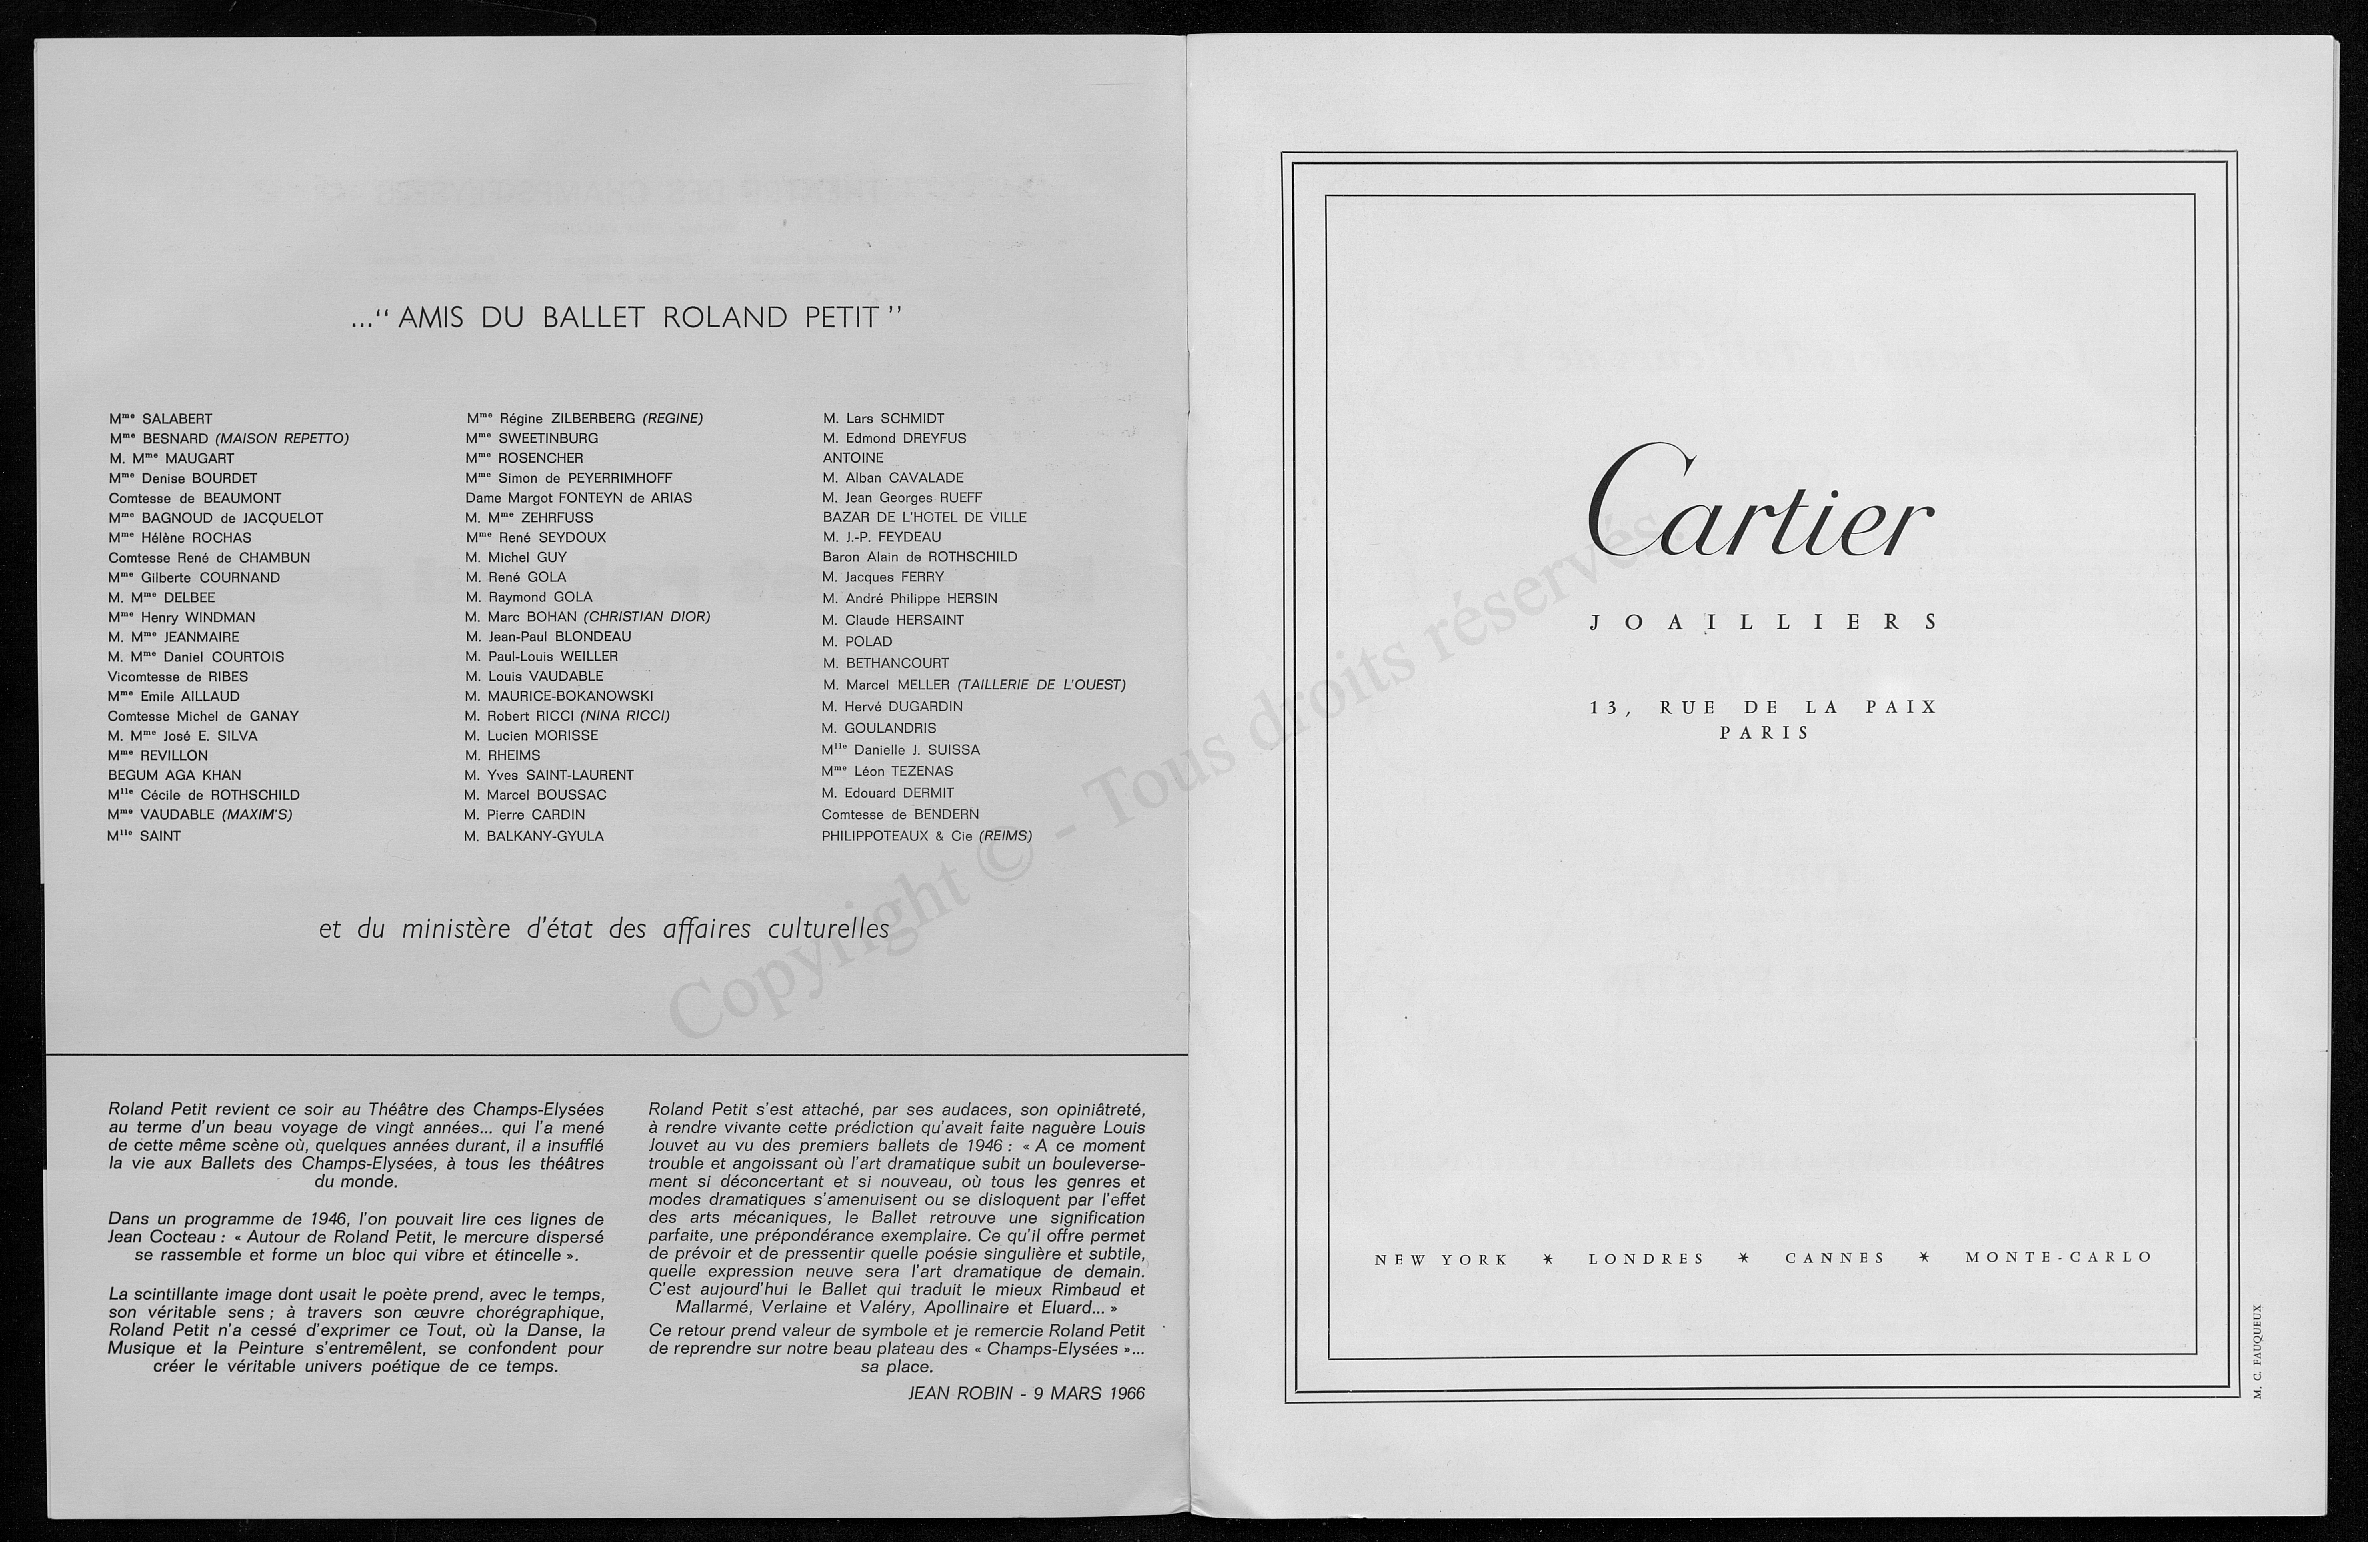 ..." AMIS DU BALLET ROLAND PETIT "
Mme SALABERT
Mme BESNARD (MAISON REPETTO)
M. Mme MAUGART
Mme Denise BOURDET
Comtesse de BEAUMONT
Mme BAGNOUD de JACQUELOT
Mme Hélène ROCHAS
Comtesse René de CHAMBUN
Mme Gilberte COURNAND
M. Mme DELBEE
Mme Henry WINDMAN
M. Mme JEANMAIRE
M. Mme Daniel COURTOIS
Vicomtesse de RIBES
Mme Emile AILLAUD
Comtesse Michel de GANAY
M. Mme José E. SILVA
Mme REVILLON
BEGUM AGA KHAN
Mlle Cécile de ROTHSCHILD
Mme VAUDABLE (MAXIM'S)
Mlle SAINT
Mme Régine ZILBERBERG (REGINE)
Mme SWEETINBURG
Mme ROSENCHER
Mme Simon de PEYERRIMHOFF
Dame Margot FONTEYN de ARIAS
M. Mme ZEHRFUSS
Mme René SEYDOUX
M. Michel GUY
M. René GOLA
M. Raymond GOLA
M. Marc BOHAN (CHRISTIAN DIOR)
M. Jean-Paul BLONDEAU
M. Paul-Louis WEILLER
M. Louis VAUDABLE
M. MAURICE-BOKANOWSKI
M. Robert RICCI (NINA RICCI)
M. Lucien MORISSE
M. RHEIMS
M. Yves SAINT-LAURENT
M. Marcel BOUSSAC
M. Pierre CARDIN
M. BALKANY-GYULA
M. Lars SCHMIDT
M. Edmond DREYFUS
ANTOINE
M. Alban CAVALADE
M. Jean Georges RUEFF
BAZAR DE L'HOTEL DE VILLE
M. J.-P. FEYDEAU
Baron Alain de ROTHSCHILD
M. Jacques FERRY
M. André Philippe HERSIN
M. Claude HERSAINT
M. POLAD
M. BETHANCOURT
M. Marcel MELLER (TAILLERIE DE L'OUEST)
M. Hervé DUGARDIN
M. GOULANDRIS
Mlle Danielle J. SUISSA
Mme Léon TEZENAS
M. Edouard DERMIT
Comtesse de BENDERN
PHILIPPOTEAUX & Cie (REIMS)
et du ministère d'état des affaires culturelles
Roland Petit revient ce soir au Théâtre des Champs-Elysées
au terme d'un beau voyage de vingt années... qui l'a mené
de cette même scène où, quelques années durant, il a insufflé
la vie aux Ballets des Champs-Elysées, à tous les théâtres
du monde.
Dans un programme de 1946, l'on pouvait lire ces lignes de
Jean Cocteau : « Autour de Roland Petit, le mercure dispersé
se rassemble et forme un bloc qui vibre et étincelle ».
La scintillante image dont usait le poète prend, avec le temps,
son véritable sens ; à travers son œuvre chorégraphique,
Roland Petit n'a cessé d'exprimer ce Tout, où la Danse, la
Musique et la Peinture s'entremêlent, se confondent pour
créer le véritable univers poétique de ce temps.
Roland Petit s'est attaché, par ses audaces, son opiniâtreté,
à rendre vivante cette prédiction qu'avait faite naguère Louis
Jouvet au vu des premiers ballets de 1946 : « A ce moment
trouble et angoissant où l'art dramatique subit un bouleverse-
ment si déconcertant et si nouveau, où tous les genres et
modes dramatiques s'amenuisent ou se disloquent par l'effet
des arts mécaniques, le Ballet retrouve une signification
parfaite, une prépondérance exemplaire. Ce qu'il offre permet
de prévoir et de pressentir quelle poésie singulière et subtile,
quelle expression neuve sera l'art dramatique de demain.
C'est aujourd'hui le Ballet qui traduit le mieux Rimbaud et
Mallarmé, Verlaine et Valéry, Apollinaire et Eluard... »
Ce retour prend valeur de symbole et je remercie Roland Petit
de reprendre sur notre beau plateau des « Champs-Elysées »...
sa place.
JEAN ROBIN - 9 MARS 1966
Cartier
JOAILLIERS
13, RUE DE LA PAIX
PARIS
NEW YORK * LONDRES * CANNES * MONTE-CARLO
M. C. FAUQUEUX
Copyright © - Tous droits réservés.